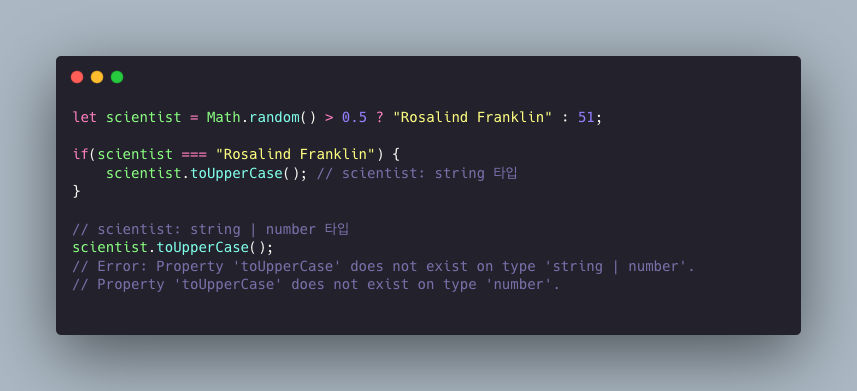 let scientist = Math.random() > 0.5 ? "Rosalind Franklin" : 51;
if(scientist === "Rosalind Franklin") {
    scientist.toUpperCase(); // scientist: string 타입
}
// scientist: string | number 타입
scientist.toUpperCase();
// Error: Property 'toUpperCase' does not exist on type 'string | number'.
// Property 'toUpperCase' does not exist on type 'number'.